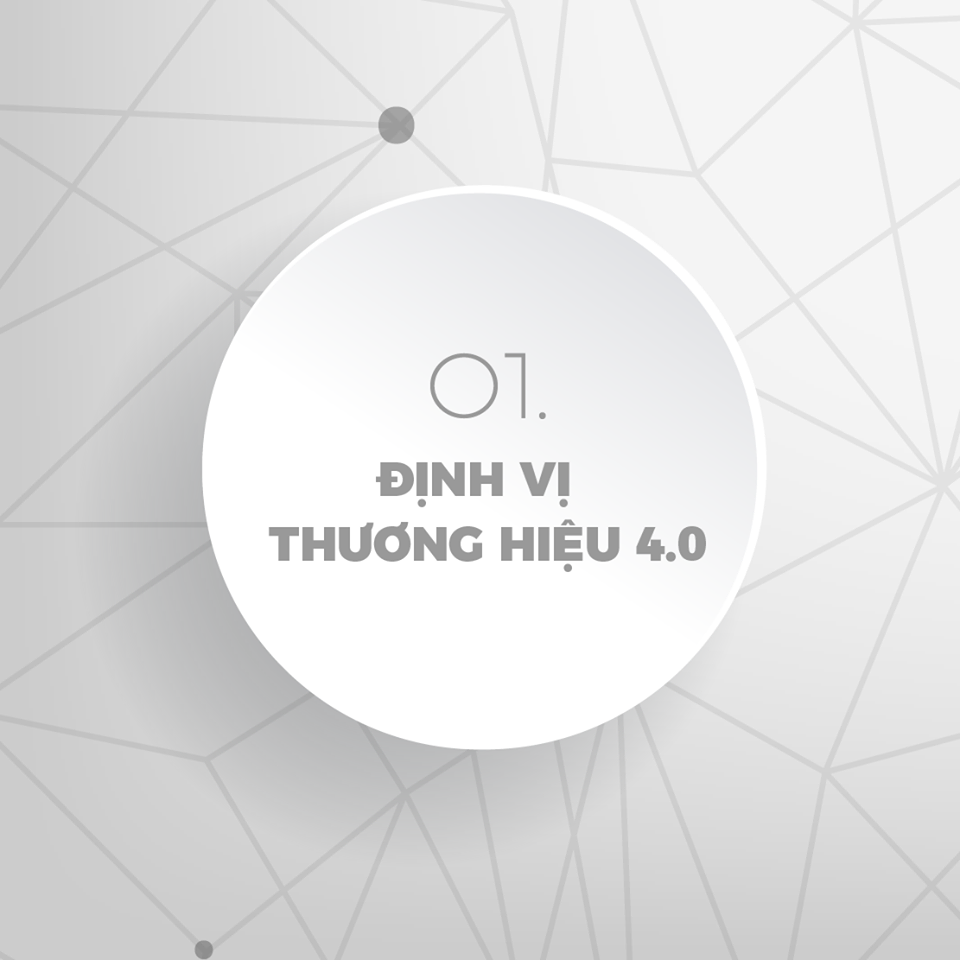 01.
ĐỊNH VỊ
THƯƠNG HIỆU 4.0